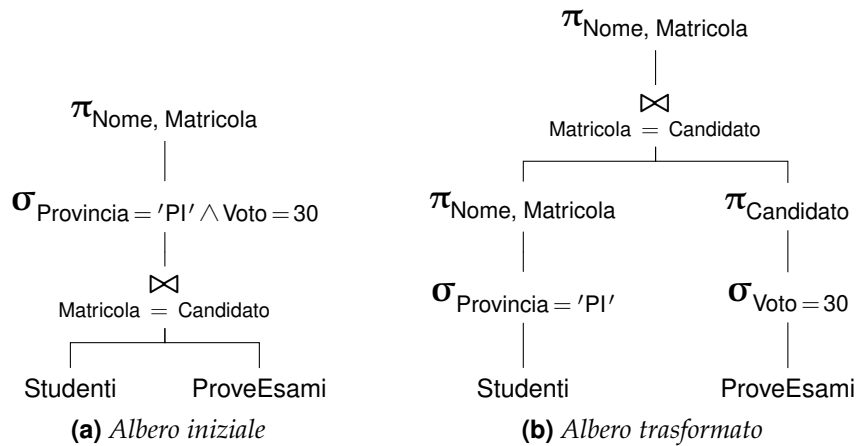 π Nome, Matricola
σ Provincia = 'PI' ∧ Voto = 30
⋈
Matricola = Candidato
Studenti ProveEsami
(a) Albero iniziale
π Nome, Matricola
⋈
Matricola = Candidato
π Nome, Matricola π Candidato
σ Provincia = 'PI' σ Voto = 30
Studenti ProveEsami
(b) Albero trasformato